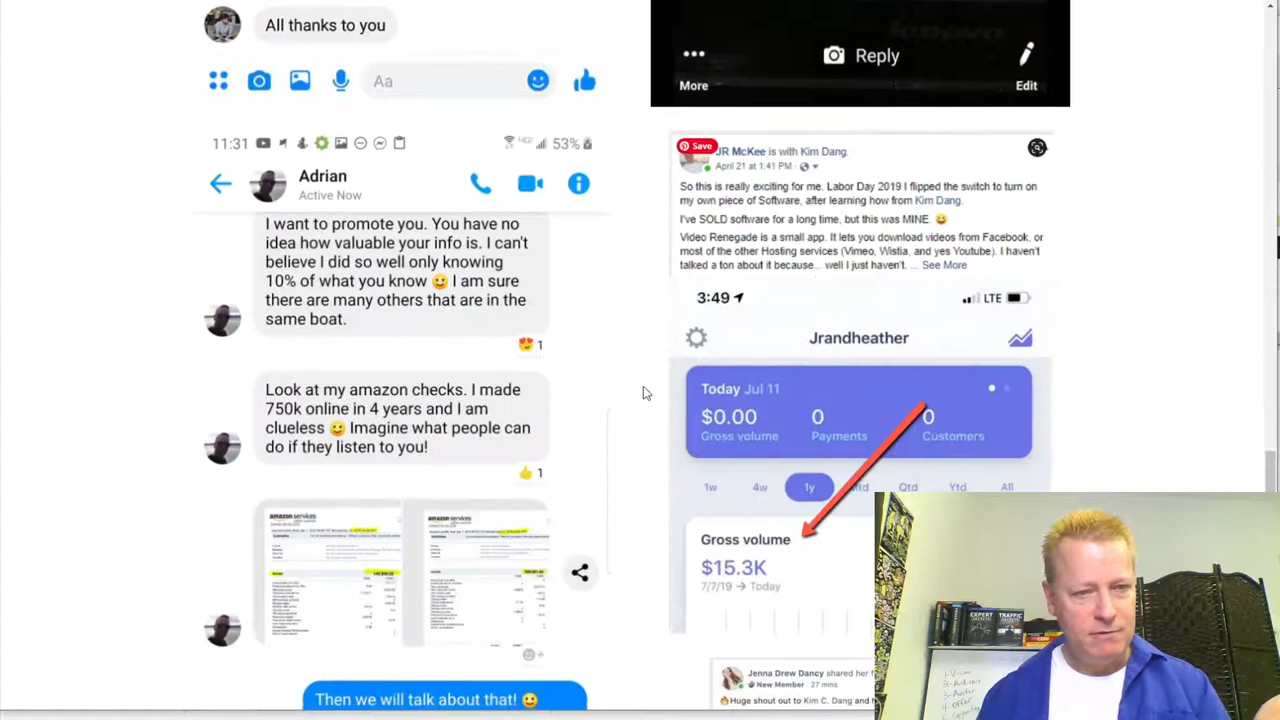 All thanks to you
Aa
11:31
53%
Adrian
Active Now
I want to promote you. You have no
idea how valuable your info is. I can't
believe I did so well only knowing
10% of what you know 😀 I am sure
there are many others that are in the
same boat.
😍 1
Look at my amazon checks. I made
750k online in 4 years and I am
clueless 😀 Imagine what people can
do if they listen to you!
👍 1
amazon services
amazon services
Then we will talk about that! 😀
Reply
More
Edit
Save
JR McKee is with Kim Dang.
April 21 at 1:41 PM
So this is really exciting for me. Labor Day 2019 I flipped the switch to turn on
my own piece of Software, after learning how from Kim Dang.
I've SOLD software for a long time, but this was MINE. 😀
Video Renegade is a small app. It lets you download videos from Facebook, or
most of the other Hosting services (Vimeo, Wistia, and yes Youtube). I haven't
talked a ton about it because... well I just haven't. ... See More
3:49
LTE
Jrandheather
Today Jul 11
$0.00 0 0
Gross volume Payments Customers
1w 4w 1y Mtd Qtd Ytd All
Gross volume
$15.3K
7/7/19 → Today
Jenna Drew Dancy shared her
New Member · 27 mins
🔥Huge shout out to Kim C. Dang and
EXPERT
SECRETS
TRAFFIC
SECRETS